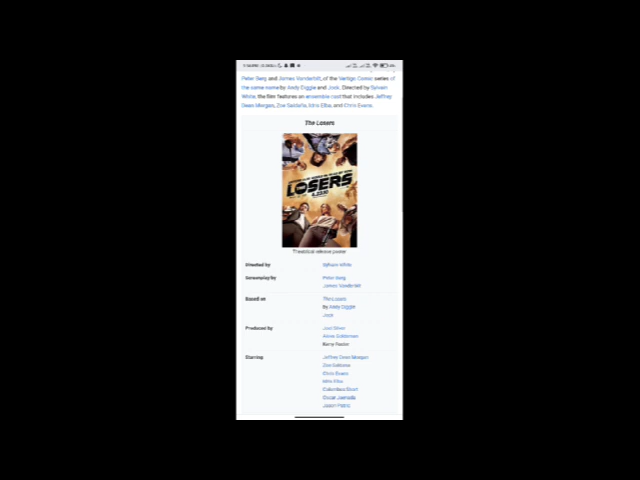 Peter Berg and James Vanderbilt, of the Vertigo Comic series of
the same name by Andy Diggle and Jock. Directed by Sylvain
White, the film features an ensemble cast that includes Jeffrey
Dean Morgan, Zoe Saldaña, Idris Elba, and Chris Evans.
The Losers
LOSERS
Theatrical release poster
Directed by
Sylvain White
Screenplay by
Peter Berg
James Vanderbilt
Based on
The Losers
by Andy Diggle
Jock
Produced by
Joel Silver
Akiva Goldsman
Kerry Foster
Starring
Jeffrey Dean Morgan
Zoe Saldana
Chris Evans
Idris Elba
Columbus Short
Óscar Jaenada
Jason Patric